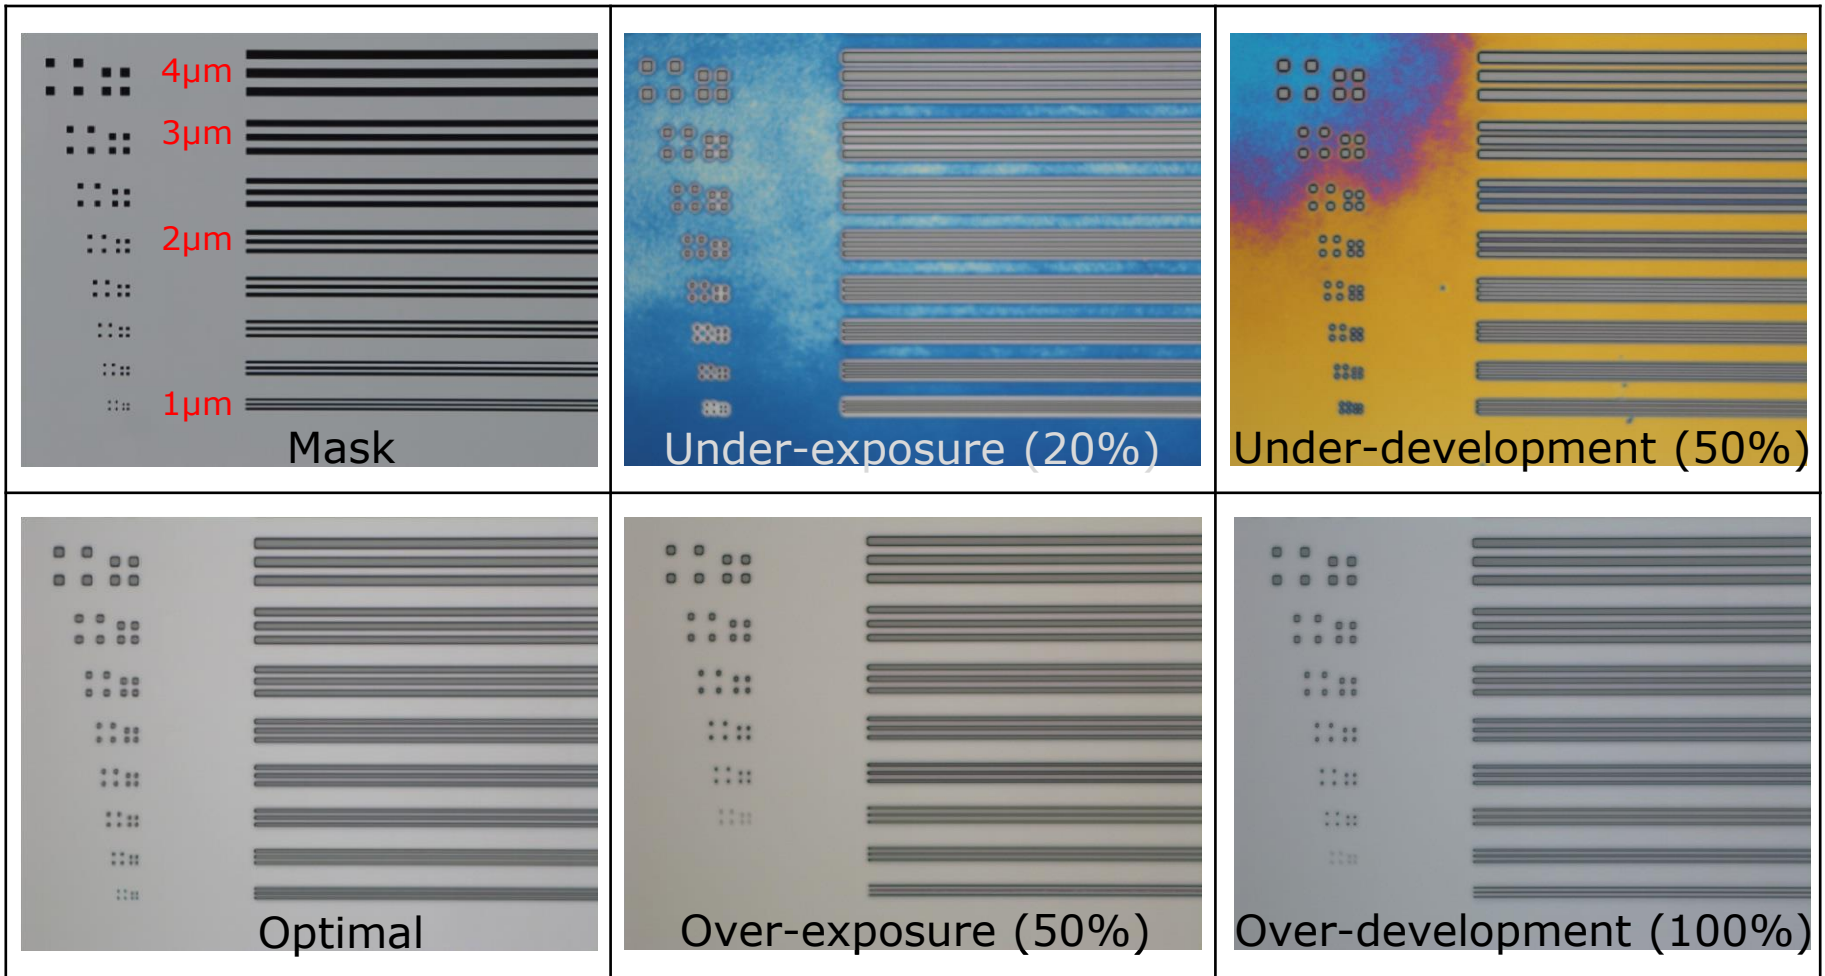 4µm
3µm
2µm
1µm
Mask
Under-exposure (20%)
Under-development (50%)
Optimal
Over-exposure (50%)
Over-development (100%)